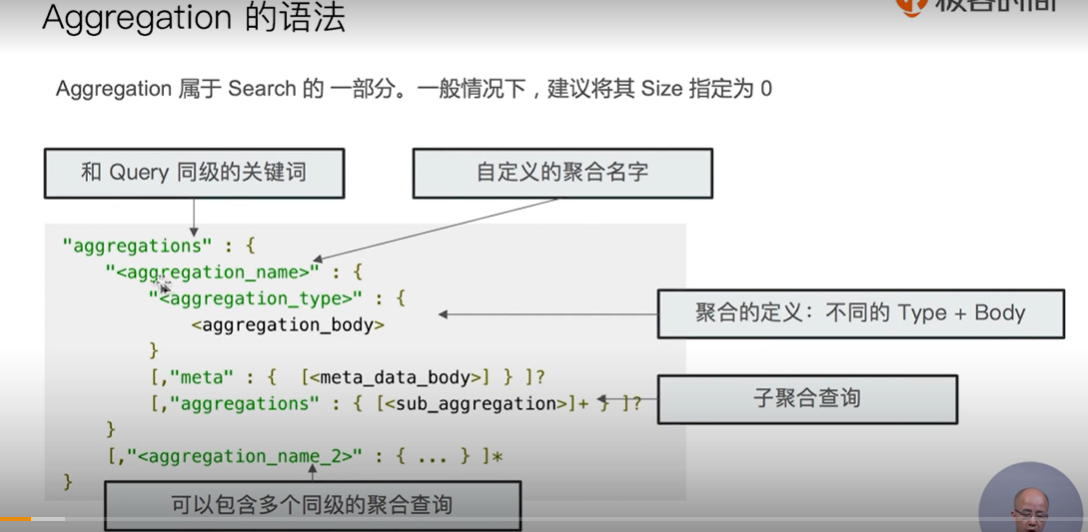 Aggregation 的语法
极客时间
Aggregation 属于 Search 的 一部分。一般情况下，建议将其 Size 指定为 0
和 Query 同级的关键词
自定义的聚合名字
"aggregations" : {
"<aggregation_name>" : {
"<aggregation_type>" : {
<aggregation_body>
}
[,"meta" : {  [<meta_data_body>] } ]?
[,"aggregations" : { [<sub_aggregation>]+ } ]?
}
[,"<aggregation_name_2>" : { ... } ]*
}
聚合的定义：不同的 Type + Body
子聚合查询
可以包含多个同级的聚合查询